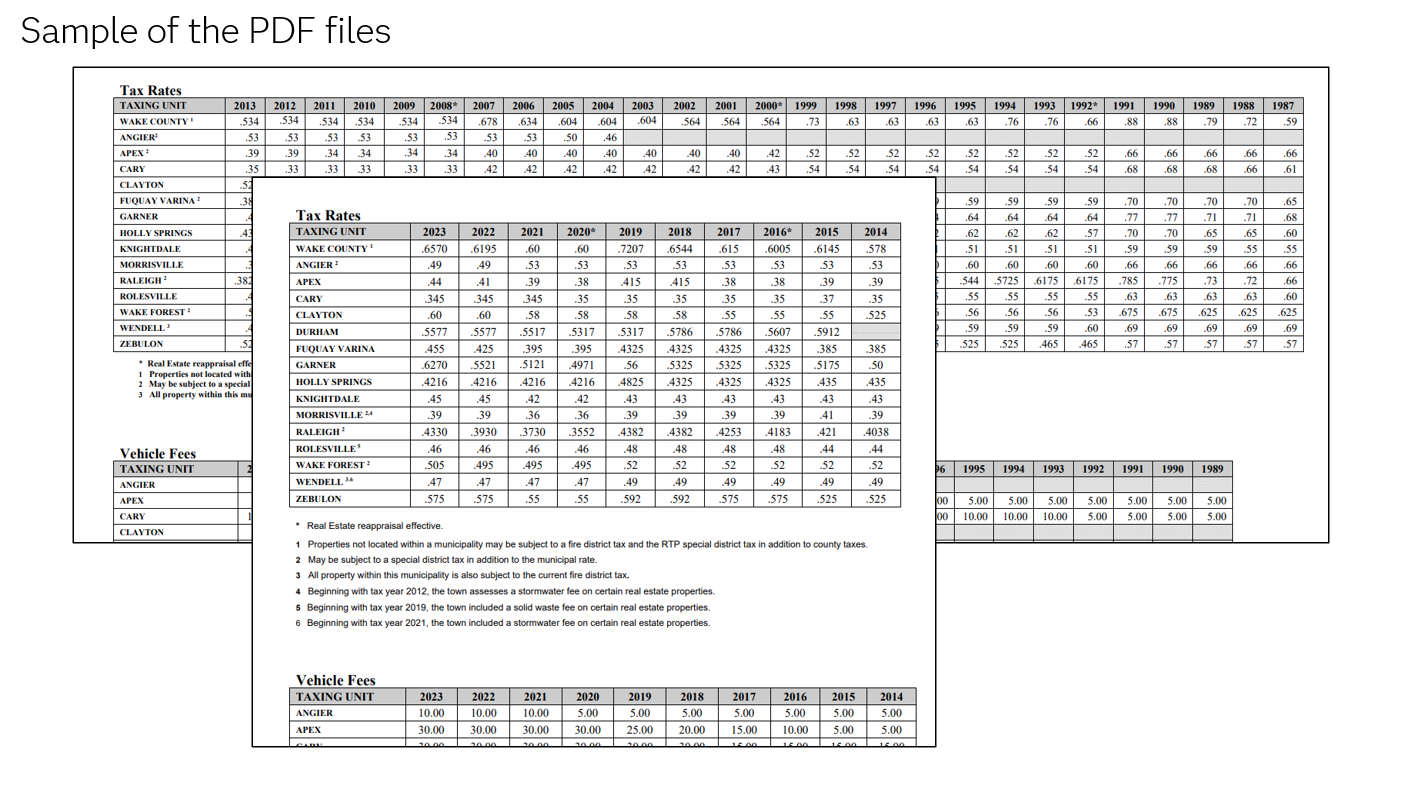 Sample of the PDF files
Tax Rates
TAXING UNIT 2013 2012 2011 2010 2009 2008* 2007 2006 2005 2004 2003 2002 2001 2000* 1999 1998 1997 1996 1995 1994 1993 1992* 1991 1990 1989 1988 1987
WAKE COUNTY 1 .534 .534 .534 .534 .534 .534 .678 .634 .604 .604 .604 .564 .564 .564 .73 .63 .63 .63 .63 .76 .76 .66 .88 .88 .79 .72 .59
ANGIER2 .53 .53 .53 .53 .53 .53 .53 .53 .50 .46
APEX 2 .39 .39 .34 .34 .34 .34 .40 .40 .40 .40 .40 .40 .40 .42 .52 .52 .52 .52 .52 .52 .52 .52 .66 .66 .66 .66 .66
CARY .35 .33 .33 .33 .33 .33 .42 .42 .42 .42 .42 .42 .42 .43 .54 .54 .54 .54 .54 .54 .54 .54 .68 .68 .68 .66 .61
CLAYTON .52
FUQUAY VARINA 2 .38 .59 .59 .59 .59 .70 .70 .70 .70 .65
GARNER .4 .64 .64 .64 .64 .77 .77 .71 .71 .68
HOLLY SPRINGS .43 .62 .62 .62 .57 .70 .70 .65 .65 .60
KNIGHTDALE .4 .51 .51 .51 .51 .59 .59 .59 .55 .55
MORRISVILLE .60 .60 .60 .60 .66 .66 .66 .66 .66
RALEIGH 2 .382 .544 .5725 .6175 .6175 .785 .775 .73 .72 .66
ROLESVILLE .4 .55 .55 .55 .55 .63 .63 .63 .63 .60
WAKE FOREST 2 .56 .56 .56 .53 .675 .675 .625 .625 .625
WENDELL 3 .4 .59 .59 .59 .60 .69 .69 .69 .69 .69
ZEBULON .52 .525 .525 .465 .465 .57 .57 .57 .57 .57
* Real Estate reappraisal effe
1 Properties not located with
2 May be subject to a special
3 All property within this mu
Vehicle Fees
TAXING UNIT 2 96 1995 1994 1993 1992 1991 1990 1989
ANGIER
APEX 00 5.00 5.00 5.00 5.00 5.00 5.00 5.00
CARY 1 00 10.00 10.00 10.00 5.00 5.00 5.00 5.00
CLAYTON
Tax Rates
TAXING UNIT 2023 2022 2021 2020* 2019 2018 2017 2016* 2015 2014
WAKE COUNTY 1 .6570 .6195 .60 .60 .7207 .6544 .615 .6005 .6145 .578
ANGIER 2 .49 .49 .53 .53 .53 .53 .53 .53 .53 .53
APEX .44 .41 .39 .38 .415 .415 .38 .38 .39 .39
CARY .345 .345 .345 .35 .35 .35 .35 .35 .37 .35
CLAYTON .60 .60 .58 .58 .58 .58 .55 .55 .55 .525
DURHAM .5577 .5577 .5517 .5317 .5317 .5786 .5786 .5607 .5912
FUQUAY VARINA .455 .425 .395 .395 .4325 .4325 .4325 .4325 .385 .385
GARNER .6270 .5521 .5121 .4971 .56 .5325 .5325 .5325 .5175 .50
HOLLY SPRINGS .4216 .4216 .4216 .4216 .4825 .4325 .4325 .4325 .435 .435
KNIGHTDALE .45 .45 .42 .42 .43 .43 .43 .43 .43 .43
MORRISVILLE 2,4 .39 .39 .36 .36 .39 .39 .39 .39 .41 .39
RALEIGH 2 .4330 .3930 .3730 .3552 .4382 .4382 .4253 .4183 .421 .4038
ROLESVILLE 5 .46 .46 .46 .46 .48 .48 .48 .48 .44 .44
WAKE FOREST 2 .505 .495 .495 .495 .52 .52 .52 .52 .52 .52
WENDELL 3,6 .47 .47 .47 .47 .49 .49 .49 .49 .49 .49
ZEBULON .575 .575 .55 .55 .592 .592 .575 .575 .525 .525
* Real Estate reappraisal effective.
1 Properties not located within a municipality may be subject to a fire district tax and the RTP special district tax in addition to county taxes.
2 May be subject to a special district tax in addition to the municipal rate.
3 All property within this municipality is also subject to the current fire district tax.
4 Beginning with tax year 2012, the town assesses a stormwater fee on certain real estate properties.
5 Beginning with tax year 2019, the town included a solid waste fee on certain real estate properties.
6 Beginning with tax year 2021, the town included a stormwater fee on certain real estate properties.
Vehicle Fees
TAXING UNIT 2023 2022 2021 2020 2019 2018 2017 2016 2015 2014
ANGIER 10.00 10.00 10.00 5.00 5.00 5.00 5.00 5.00 5.00 5.00
APEX 30.00 30.00 30.00 30.00 25.00 20.00 15.00 10.00 5.00 5.00